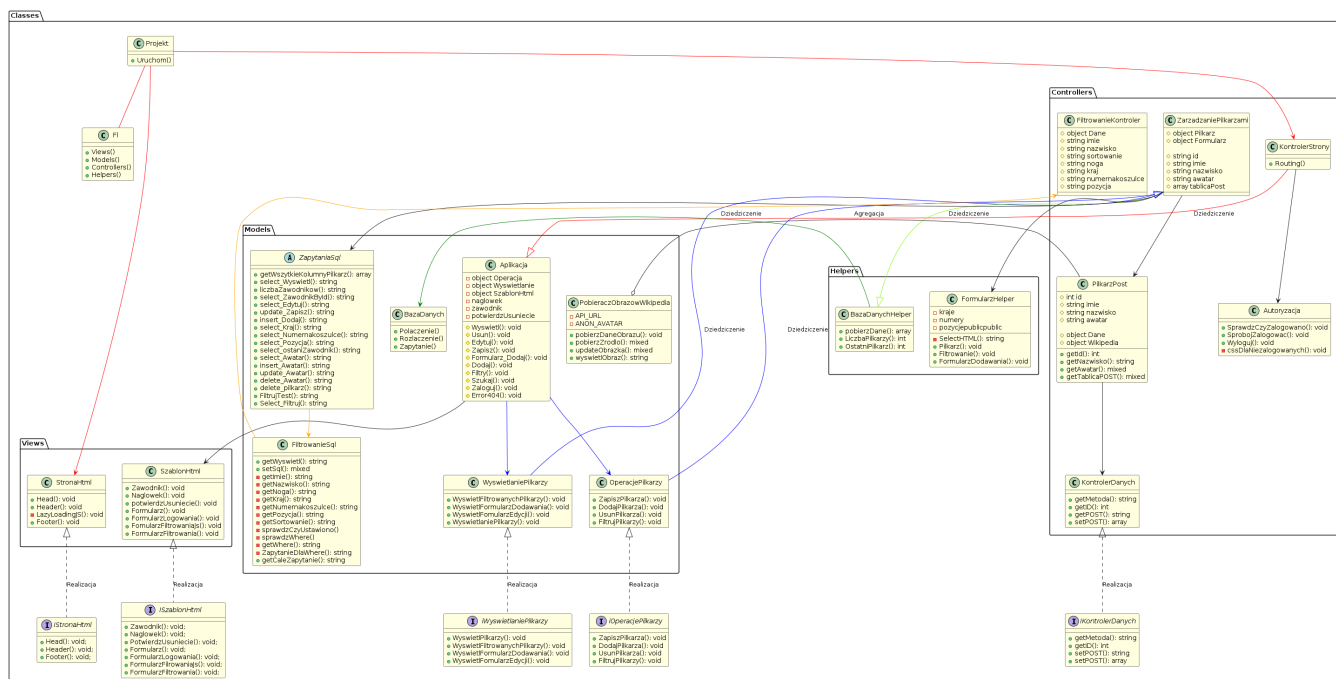 Classes
C Projekt
Uruchom()
C Fl
Views()
Models()
Controllers()
Helpers()
Controllers
C FiltrowanieKontroler
object Dane
string imie
string nazwisko
string sortowanie
string noga
string kraj
string numernakoszulce
string pozycja
C ZarzadzaniePilkarzami
object Pilkarz
object Formularz
string id
string imie
string nazwisko
string awatar
array tablicaPost
C KontrolerStrony
Routing()
Dziedziczenie
Agregacja
Dziedziczenie
Dziedziczenie
Models
A ZapytaniaSql
getWszytkieKolumnyPilkarz(): array
select_Wyswietl(): string
liczbaZawodnikow(): string
select_ZawodnikById(): string
select_Edytuj(): string
update_Zapisz(): string
insert_Dodaj(): string
select_Kraj(): string
select_Numernakoszulce(): string
select_Pozycja(): string
select_ostaniZawodnik(): string
select_Avatar(): string
insert_Awatar(): string
update_Awatar(): string
delete_Awatar(): string
delete_pilkarz(): string
FiltrujTest(): string
Select_Filtruj(): string
C BazaDanych
Polaczenie()
Rozlaczenie()
Zapytanie()
C Aplikacja
object Operacja
object Wyswietlanie
object SzablonHtml
naglowek
zawodnik
potwierdzUsuniecie
Wyswietl(): void
Usun(): void
Edytuj(): void
Zapisz(): void
Formularz_Dodaj(): void
Dodaj(): void
Filtry(): void
Szukaj(): void
Zaloguj(): void
Error404(): void
C PobieraczObrazowWikipedia
API_URL
ANON_AVATAR
pobierzDaneObrazu(): void
pobierzZrodlo(): mixed
updateObrazka(): mixed
wyswietlObraz(): string
Helpers
C BazaDanychHelper
pobierzDane(): array
LiczbaPilkarzy(): int
OstatniPilkarz(): int
C FormularzHelper
kraje
numery
pozycjepublicpublic
SelectHTML(): string
Pilkarz(): void
Filtrowanie(): void
FormularzDodawania(): void
C PilkarzPost
int id
string imie
string nazwisko
string awatar
object Dane
object Wikipedia
getId(): int
getNazwisko(): string
getAwatar(): mixed
getTablicaPOST(): mixed
C Autoryzacja
SprawdzCzyZalogowano(): void
SprobojZalogowac(): void
Wyloguj(): void
cssDlaNiezalogowanych(): void
Dziedziczenie
Dziedziczenie
Views
C StronaHtml
Head(): void
Header(): void
LazyLoadingJS(): void
Footer(): void
C SzablonHtml
Zawodnik(): void
Naglowek(): void
potwierdzUsuniecie(): void
Formularz(): void
FormularzLogowania(): void
FormularzFiltrowaniaJs(): void
FormularzFiltrowania(): void
C FiltrowanieSql
getWyswietl(): string
setSql(): mixed
getImie(): string
getNazwisko(): string
getNoga(): string
getKraj(): string
getNumernakoszulce(): string
getPozycja(): string
getSortowanie(): string
sprawdzCzyUstawiono()
sprawdzWhere()
getWhere(): string
ZapytanieDlaWhere(): string
getCaleZapytanie(): string
C WyswietlaniePilkarzy
WyswietlFiltrowanychPilkarzy(): void
WyswietlFormularzDodawania(): void
WyswietlFomularzEdycji(): void
WyswietlaniePilkarzy(): void
C OperacjePilkarzy
ZapiszPilkarza(): void
DodajPilkarza(): void
UsunPilkarza(): void
FiltrujPilkarzy(): void
C KontrolerDanych
getMetoda(): string
getID(): int
getPOST(): string
setPOST(): array
Realizacja
Realizacja
Realizacja
Realizacja
Realizacja
I IStronaHtml
Head(): void;
Header(): void;
Footer(): void;
I ISzablonHtml
Zawodnik(): void;
Naglowek(): void;
PotwierdzUsuniecie(): void;
Formularz(): void;
FormularzLogowania(): void;
FormularzFilrowaniaJs(): void;
FormularzFiltrowania(): void;
I IWyswietlaniePilkarzy
WyswietlPilkarzy(): void
WyswietlFiltrowanychPilkarzy(): void
WyswietlFormularzDodawania(): void
WyswietlFomularzEdycji(): void
I IOperacjePilkarzy
ZapiszPilkarza(): void
DodajPilkarza(): void
UsunPilkarza(): void
FiltrujPilkarzy(): void
I IKontrolerDanych
getMetoda(): string
getID(): int
setPOST(): string
setPOST(): array